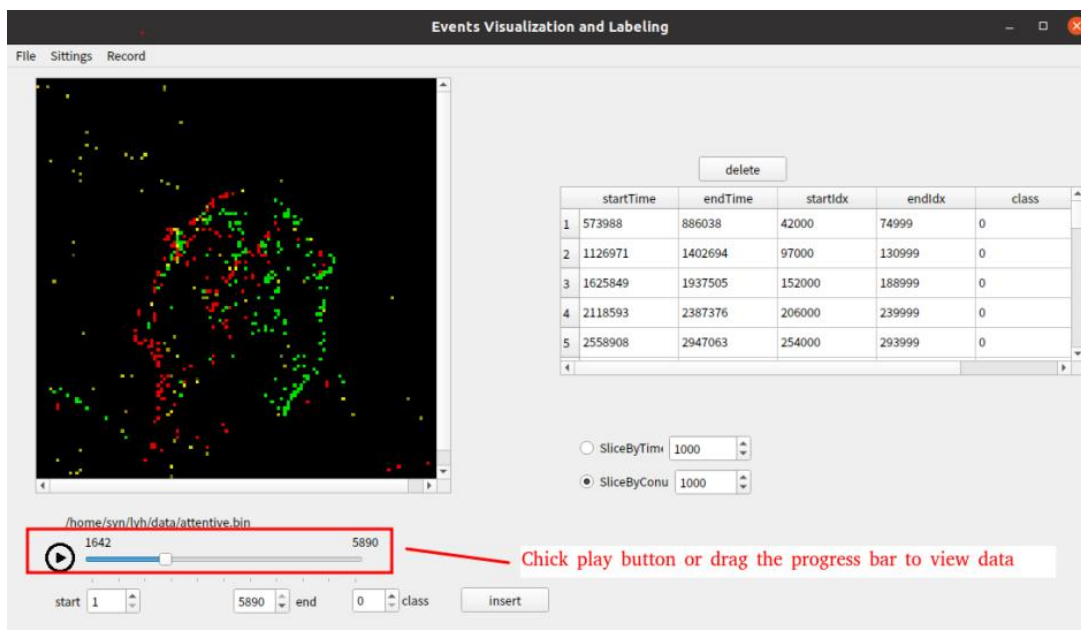 Events Visualization and Labeling
FIle Sittings Record
delete
startTime endTime startIdx endIdx class
1 573988 886038 42000 74999 0
2 1126971 1402694 97000 130999 0
3 1625849 1937505 152000 188999 0
4 2118593 2387376 206000 239999 0
5 2558908 2947063 254000 293999 0
SliceByTim 1000
SliceByConu 1000
/home/syn/lyh/data/attentive.bin
1642 5890
Chick play button or drag the progress bar to view data
start 1 5890 end 0 class insert